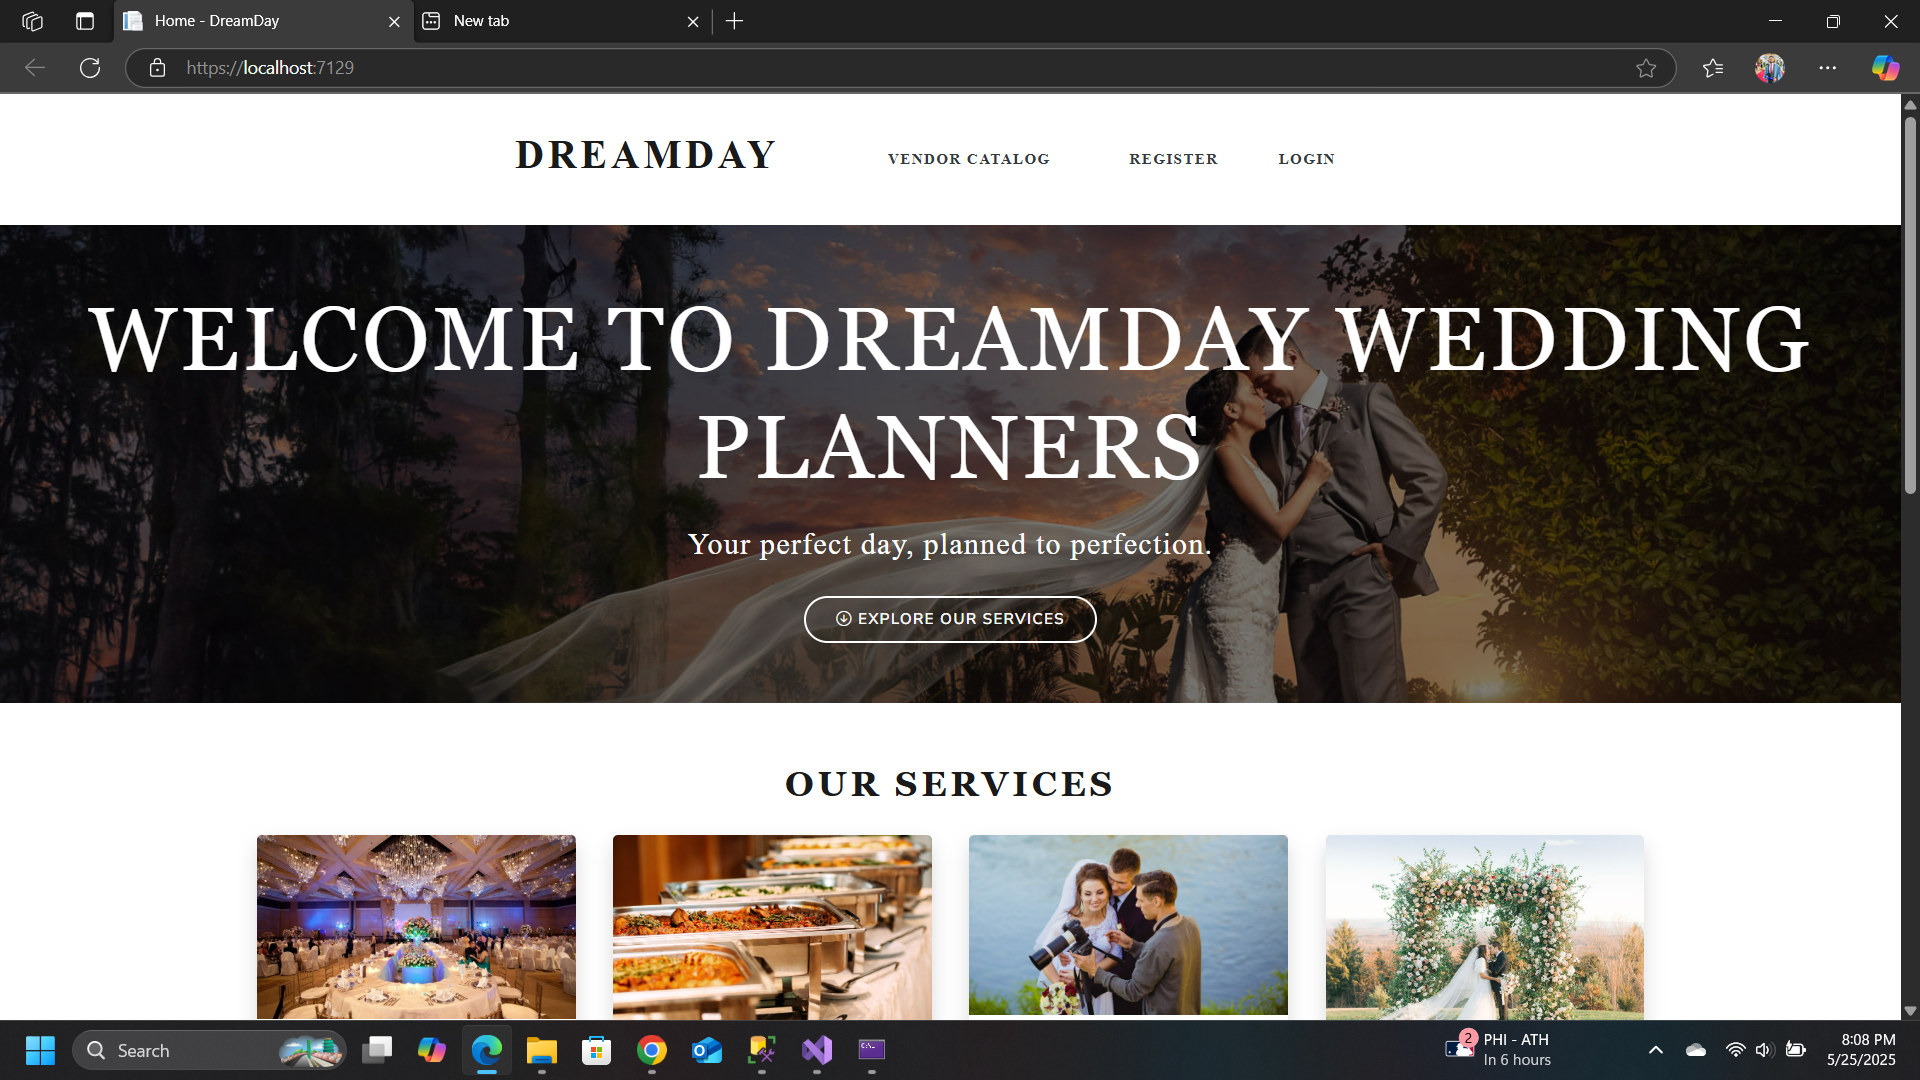 Home - DreamDay
New tab
https://localhost:7129
DREAMDAY
VENDOR CATALOG
REGISTER
LOGIN
WELCOME TO DREAMDAY WEDDING
PLANNERS
Your perfect day, planned to perfection.
EXPLORE OUR SERVICES
OUR SERVICES
Search
2
PHI - ATH
In 6 hours
8:08 PM
5/25/2025